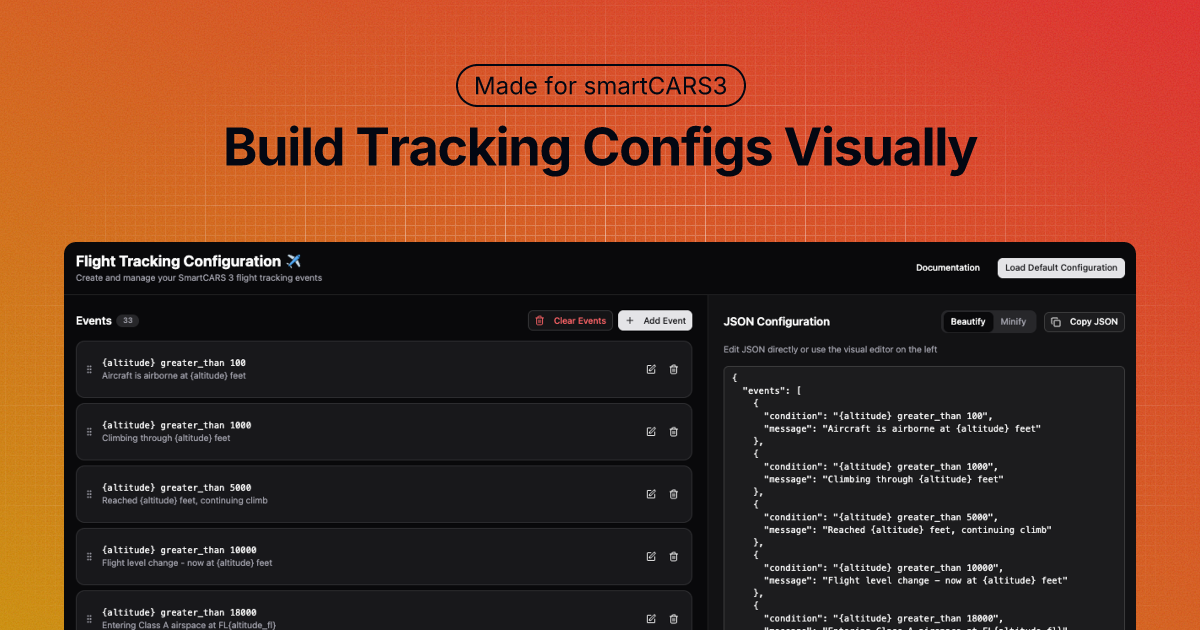 Made for smartCARS3
Build Tracking Configs Visually
Flight Tracking Configuration ✈️
Create and manage your SmartCARS 3 flight tracking events
Documentation
Load Default Configuration
Events 33
Clear Events
+ Add Event
{altitude} greater_than 100
Aircraft is airborne at {altitude} feet
{altitude} greater_than 1000
Climbing through {altitude} feet
{altitude} greater_than 5000
Reached {altitude} feet, continuing climb
{altitude} greater_than 10000
Flight level change - now at {altitude} feet
{altitude} greater_than 18000
Entering Class A airspace at FL{altitude_fl}
JSON Configuration
Beautify
Minify
Copy JSON
Edit JSON directly or use the visual editor on the left
{
"events": [
{
"condition": "{altitude} greater_than 100",
"message": "Aircraft is airborne at {altitude} feet"
},
{
"condition": "{altitude} greater_than 1000",
"message": "Climbing through {altitude} feet"
},
{
"condition": "{altitude} greater_than 5000",
"message": "Reached {altitude} feet, continuing climb"
},
{
"condition": "{altitude} greater_than 10000",
"message": "Flight level change - now at {altitude} feet"
},
{
"condition": "{altitude} greater_than 18000",
"message": "Entering Class A airspace at FL{altitude_fl}"